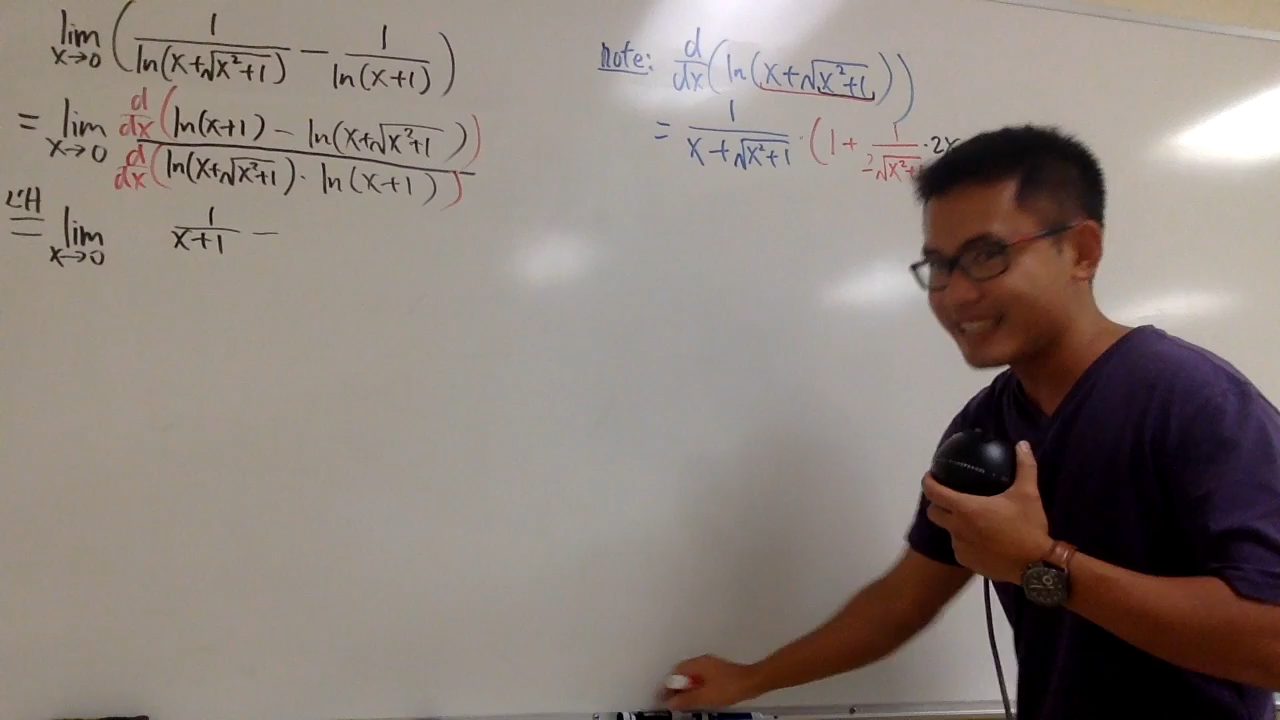 lim x→0 ( 1/ln(x+√(x²+1)) − 1/ln(x+1) )
= lim x→0 d/dx( ln(x+1) − ln(x+√(x²+1)) ) / d/dx( ln(x+√(x²+1)) · ln(x+1) )
L'H = lim x→0 1/(x+1) −
note: d/dx( ln(x+√(x²+1)) )
= 1/(x+√(x²+1)) · (1 + 1/(2√(x²+1)) · 2x